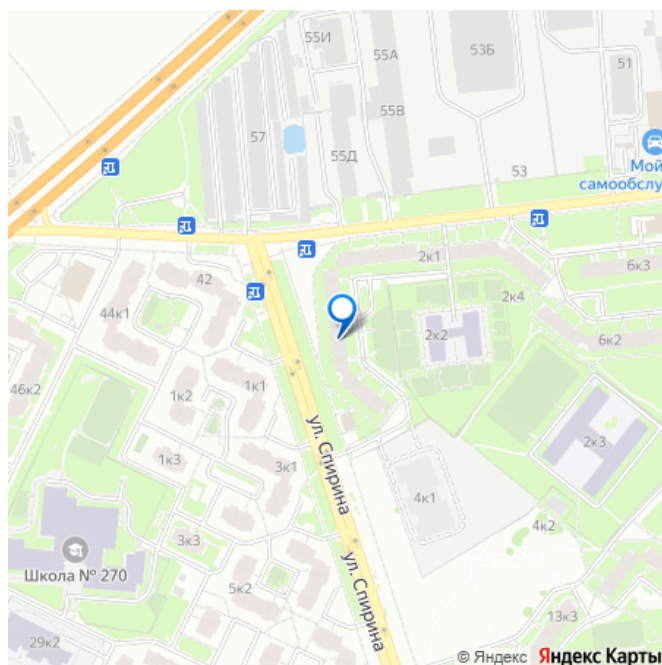 55И
55А
53Б
51
55В
57
55Д
53
Мой
самообслу
2к1
6к3
42
2к4
44к1
2к2
6к2
46к2
1к1
1к2
ул. Спирина
2к3
1к3
3к1
4к1
4к2
3к3
Школа № 270
ул. Спирина
5к2
13к3
29к2
© Яндекс Яндекс Карты